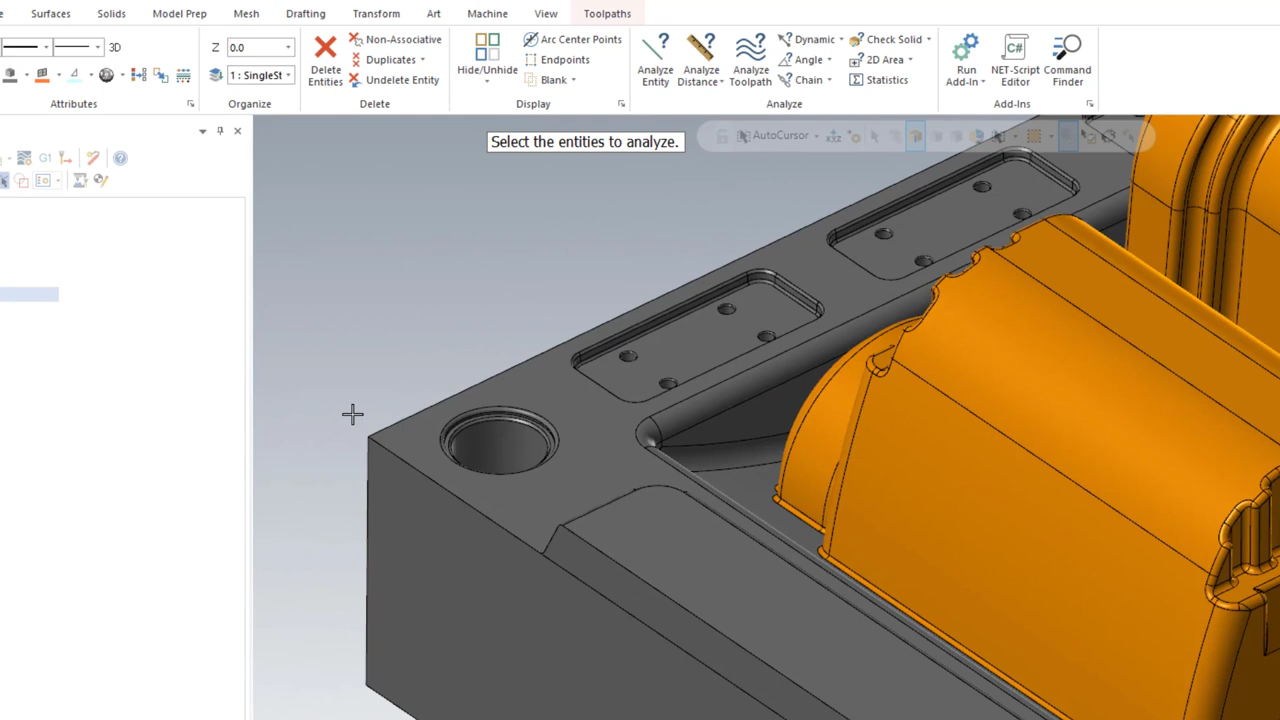 Surfaces Solids Model Prep Mesh Drafting Transform Art Machine View Toolpaths
3D
Z 0.0
1 : SingleSt
Attributes
Organize
Delete Entities
Non-Associative
Duplicates
Undelete Entity
Delete
Hide/Unhide
Arc Center Points
Endpoints
Blank
Display
Analyze Entity
Analyze Distance
Analyze Toolpath
Dynamic
Angle
Chain
Check Solid
2D Area
Statistics
Analyze
Run Add-In
C#
NET-Script Editor
Command Finder
Add-Ins
G1
Select the entities to analyze.
AutoCursor
XYZ